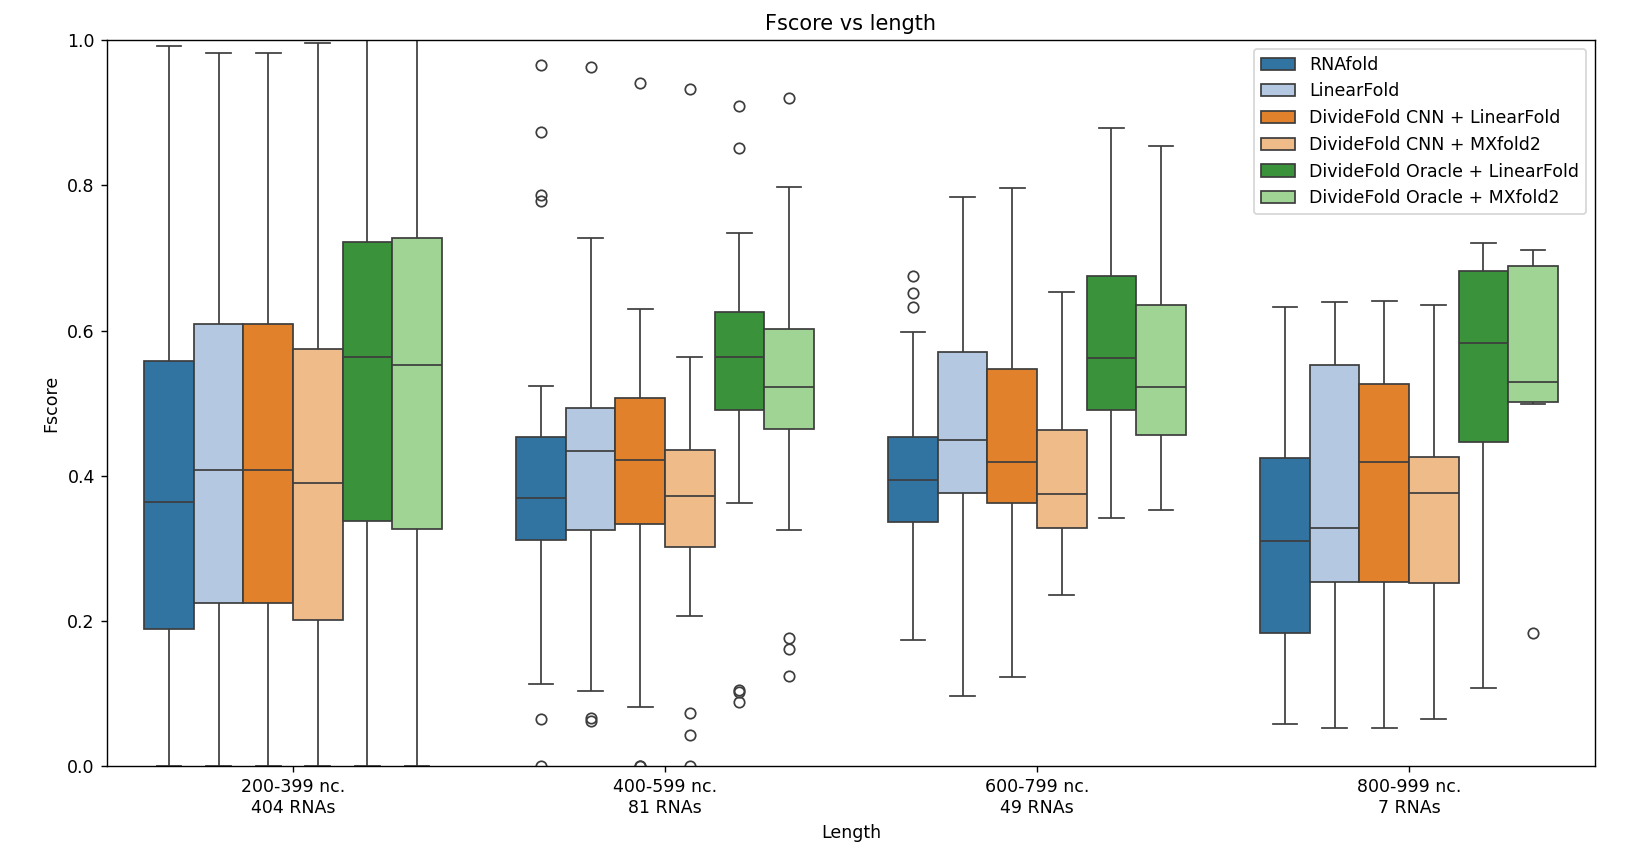 Fscore vs length
1.0
0.8
0.6
0.4
0.2
0.0
Fscore
RNAfold
LinearFold
DivideFold CNN + LinearFold
DivideFold CNN + MXfold2
DivideFold Oracle + LinearFold
DivideFold Oracle + MXfold2
200-399 nc.
404 RNAs
400-599 nc.
81 RNAs
600-799 nc.
49 RNAs
800-999 nc.
7 RNAs
Length